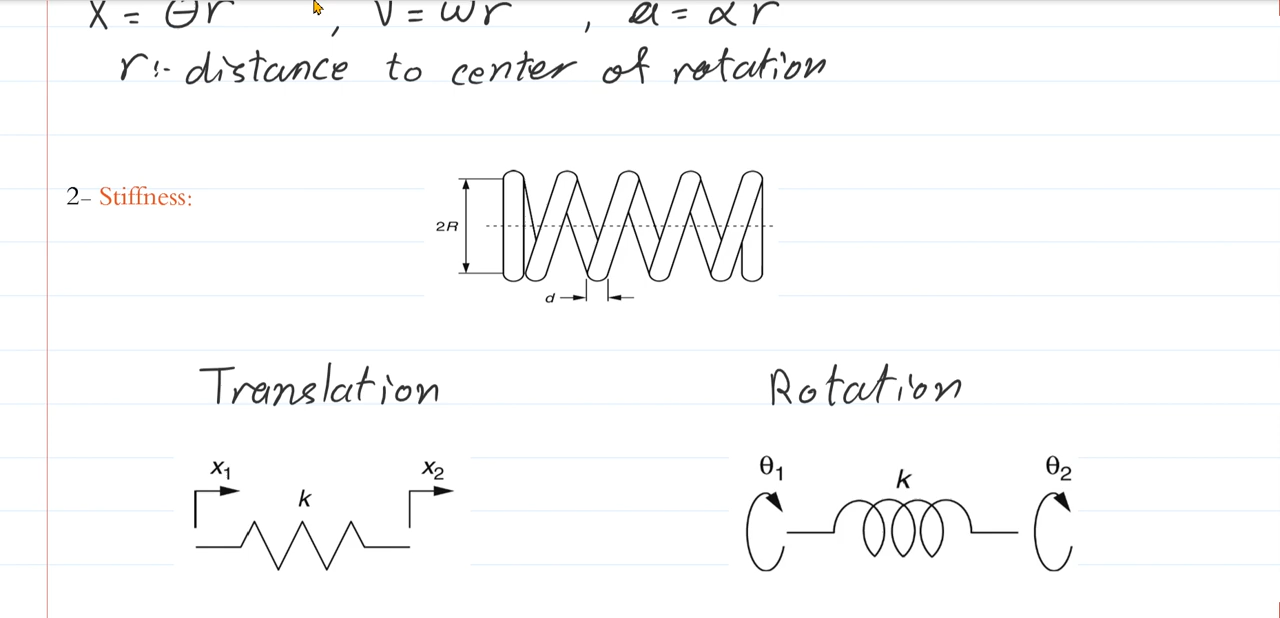 x = θr , v = ωr , a = αr
r:- distance to center of rotation
2- Stiffness:
2R
d
Translation Rotation
x₁ k x₂
θ₁ k θ₂